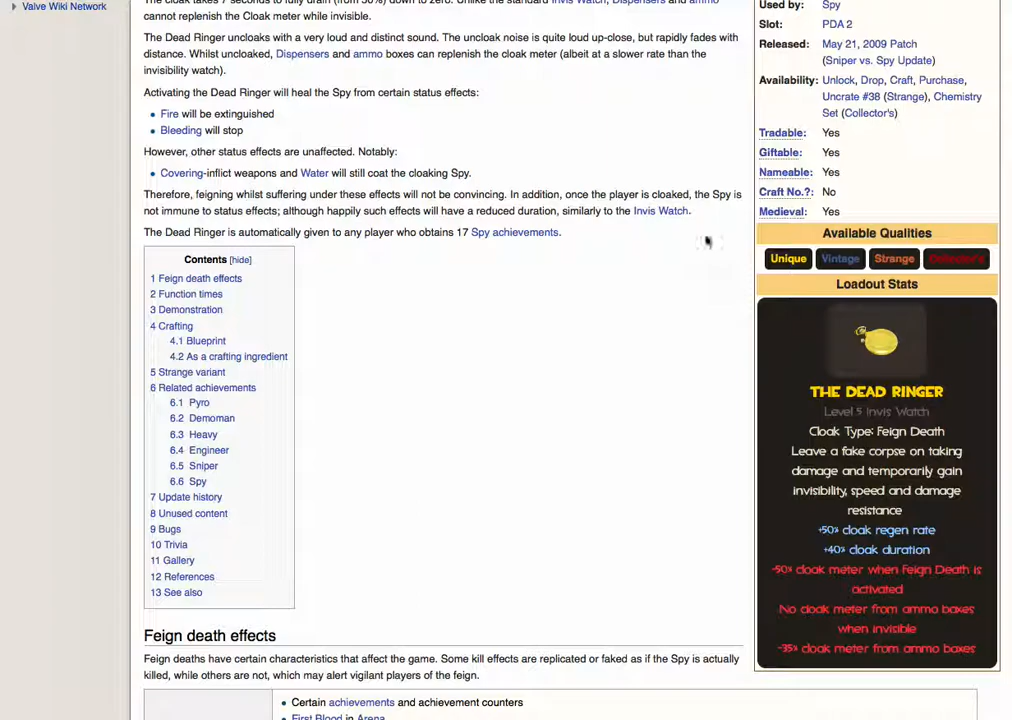 Valve Wiki Network
The cloak takes 7 seconds to fully drain (from 50%) down to zero. Unlike the standard Invis Watch, Dispensers and ammo
cannot replenish the Cloak meter while invisible.
The Dead Ringer uncloaks with a very loud and distinct sound. The uncloak noise is quite loud up-close, but rapidly fades with
distance. Whilst uncloaked, Dispensers and ammo boxes can replenish the cloak meter (albeit at a slower rate than the
invisibility watch).
Activating the Dead Ringer will heal the Spy from certain status effects:
• Fire will be extinguished
• Bleeding will stop
However, other status effects are unaffected. Notably:
• Covering-inflict weapons and Water will still coat the cloaking Spy.
Therefore, feigning whilst suffering under these effects will not be convincing. In addition, once the player is cloaked, the Spy is
not immune to status effects; although happily such effects will have a reduced duration, similarly to the Invis Watch.
The Dead Ringer is automatically given to any player who obtains 17 Spy achievements.
Contents [hide]
1 Feign death effects
2 Function times
3 Demonstration
4 Crafting
4.1 Blueprint
4.2 As a crafting ingredient
5 Strange variant
6 Related achievements
6.1 Pyro
6.2 Demoman
6.3 Heavy
6.4 Engineer
6.5 Sniper
6.6 Spy
7 Update history
8 Unused content
9 Bugs
10 Trivia
11 Gallery
12 References
13 See also
Feign death effects
Feign deaths have certain characteristics that affect the game. Some kill effects are replicated or faked as if the Spy is actually
killed, while others are not, which may alert vigilant players of the feign.
• Certain achievements and achievement counters
• First Blood in Arena
Used by: Spy
Slot: PDA 2
Released: May 21, 2009 Patch
(Sniper vs. Spy Update)
Availability: Unlock, Drop, Craft, Purchase,
Uncrate #38 (Strange), Chemistry
Set (Collector's)
Tradable: Yes
Giftable: Yes
Nameable: Yes
Craft No.?: No
Medieval: Yes
Available Qualities
Unique Vintage Strange Collector's
Loadout Stats
THE DEAD RINGER
Level 5 Invis Watch
Cloak Type: Feign Death
Leave a fake corpse on taking
damage and temporarily gain
invisibility, speed and damage
resistance
+50% cloak regen rate
+40% cloak duration
-50% cloak meter when Feign Death is
activated
No cloak meter from ammo boxes
when invisible
-35% cloak meter from ammo boxes